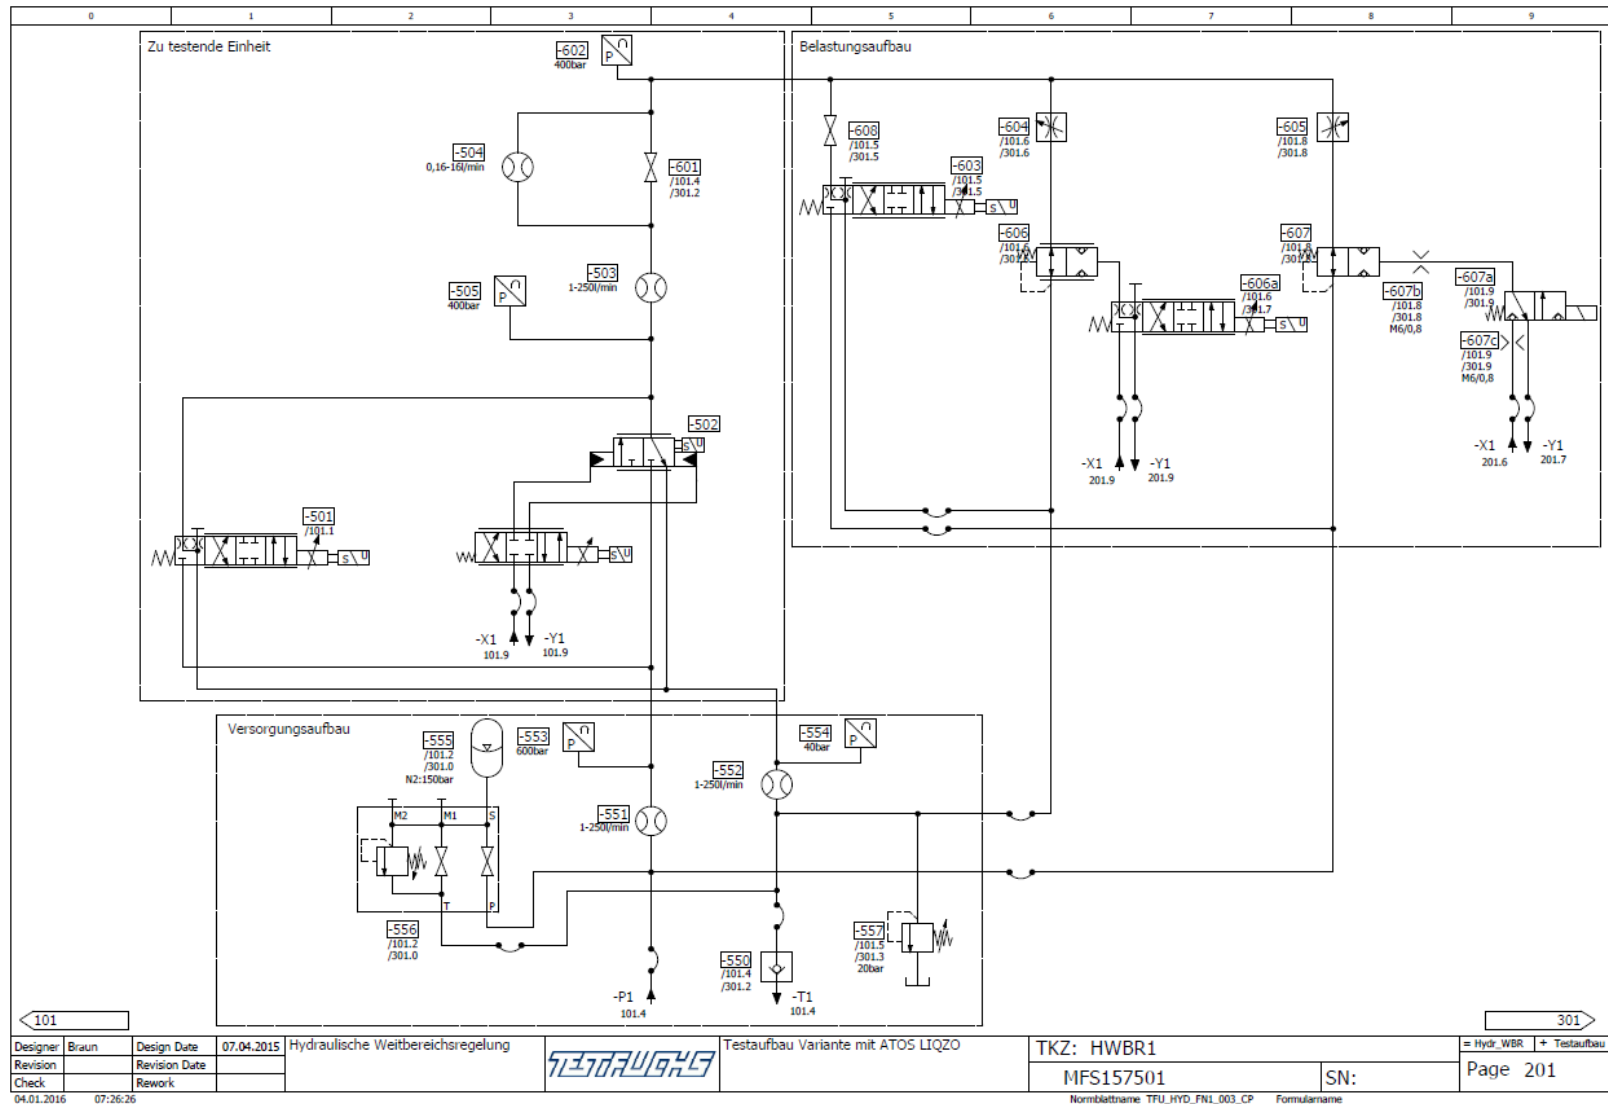 0 1 2 3 4 5 6 7 8 9
Zu testende Einheit
-602
400bar
P
Belastungsaufbau
-504
0,16-16l/min
-601
/101.4
/301.2
-608
/101.5
/301.5
-603
/101.5
/301.5
S U
-604
/101.6
/301.6
-605
/101.8
/301.8
-505
400bar
P
-503
1-250l/min
-606
/101.6
-606a
/101.6
/301.7
S U
-607
/101.8
-607b
/101.8
/301.8
M6/0,8
-607a
/101.9
/301.9
-607c
/101.9
/301.9
M6/0,8
-502
S U
-X1
201.9
-Y1
201.9
-X1
201.6
-Y1
201.7
-501
/101.1
S U
S U
-X1
101.9
-Y1
101.9
Versorgungsaufbau
-555
/101.2
/301.0
N2:150bar
-553
600bar
P
-554
40bar
P
-552
1-250l/min
-551
1-250l/min
M2 M1 S
T P
-556
/101.2
/301.0
-550
/101.4
/301.2
-557
/101.5
/301.3
20bar
-P1
101.4
-T1
101.4
101
301
Designer Braun Design Date 07.04.2015
Revision Revision Date
Check Rework
Hydraulische Weitbereichsregelung
TESTFUCHS
Testaufbau Variante mit ATOS LIQZO
TKZ: HWBR1
MFS157501 SN:
= Hydr_WBR + Testaufbau
Page 201
04.01.2016 07:26:26
Normblattname TFU_HYD_FN1_003_CP Formularname